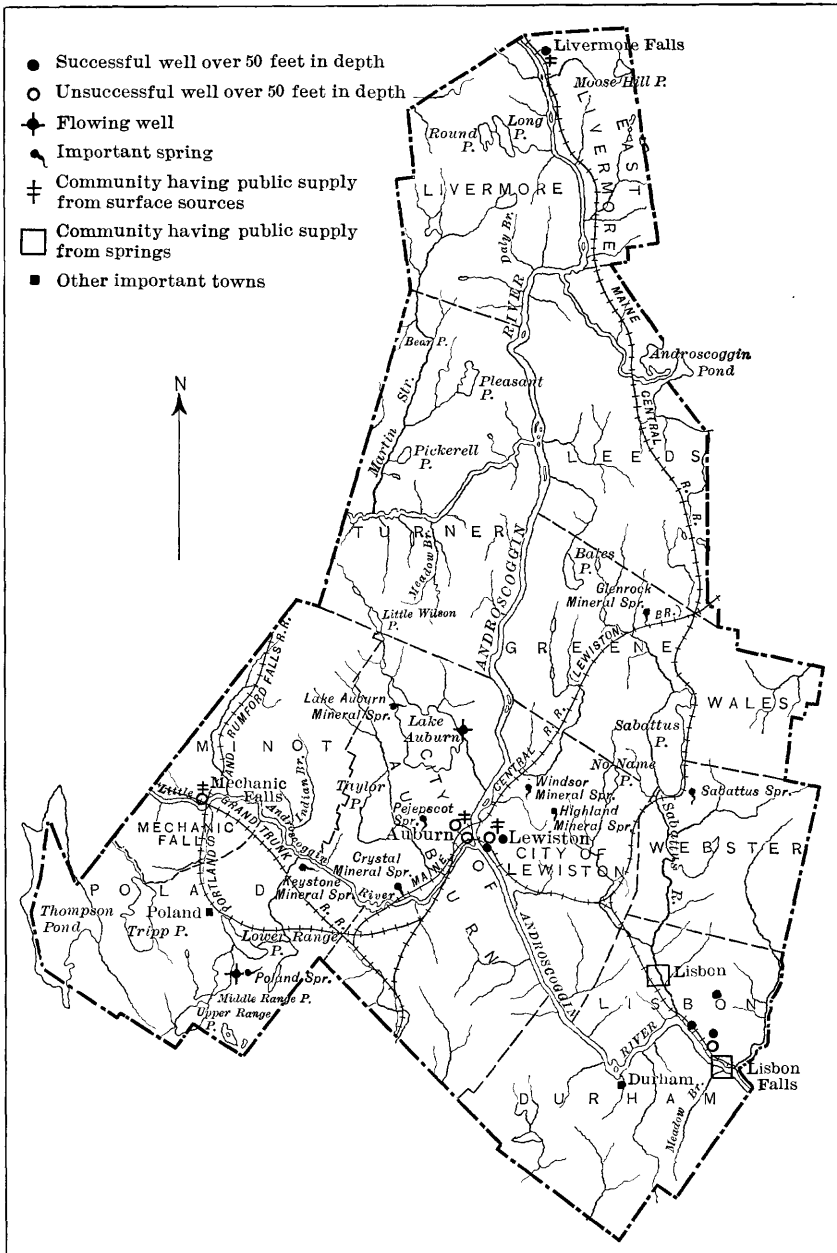 Successful well over 50 feet in depth
Unsuccessful well over 50 feet in depth
Flowing well
Important spring
Community having public supply
from surface sources
Community having public supply
from springs
Other important towns
N
Livermore Falls
Moose Hill P.
Long
P.
Round
P.
LIVERMORE
EAST
LIVERMORE
Daly Br.
RIVER
MAINE
Bear P.
Androscoggin
Pond
Pleasant
P.
Martin Str.
CENTRAL
Pickerell
P.
LEEDS
R. R.
TURNER
Meadow Br.
ANDROSCOGGIN
Bates
P.
Glenrock
Mineral Spr.
Little Wilson
P.
(LEWISTON BR.)
GREENE
WALES
RUMFORD FALLS R.R.
Lake Auburn
Mineral Spr.
Lake
Auburn
Sabattus
P.
MINOT
CITY
CENTRAL R. R.
No Name
P.
Windsor
Mineral Spr.
Sabattus Spr.
AND
Indian Br.
Taylor
P.
Little
Mechanic
Falls
Pejepscot
Spr.
Highland
Mineral Spr.
GRAND TRUNK
Androscoggin
Auburn
Lewiston
Sabattus R.
MECHANIC
FALLS
CITY OF
LEWISTON
WEBSTER
Crystal
Mineral Spr.
MAINE
OF
POLAND
PORTLAND
Keystone
Mineral Spr.
River
R. R.
AUBURN
Thompson
Pond
Poland
Tripp P.
Lower Range
P.
ANDROSCOGGIN
Lisbon
Poland Spr.
Middle Range P.
Upper Range
P.
LISBON
RIVER
Lisbon
Falls
Durham
DURHAM
Meadow Br.